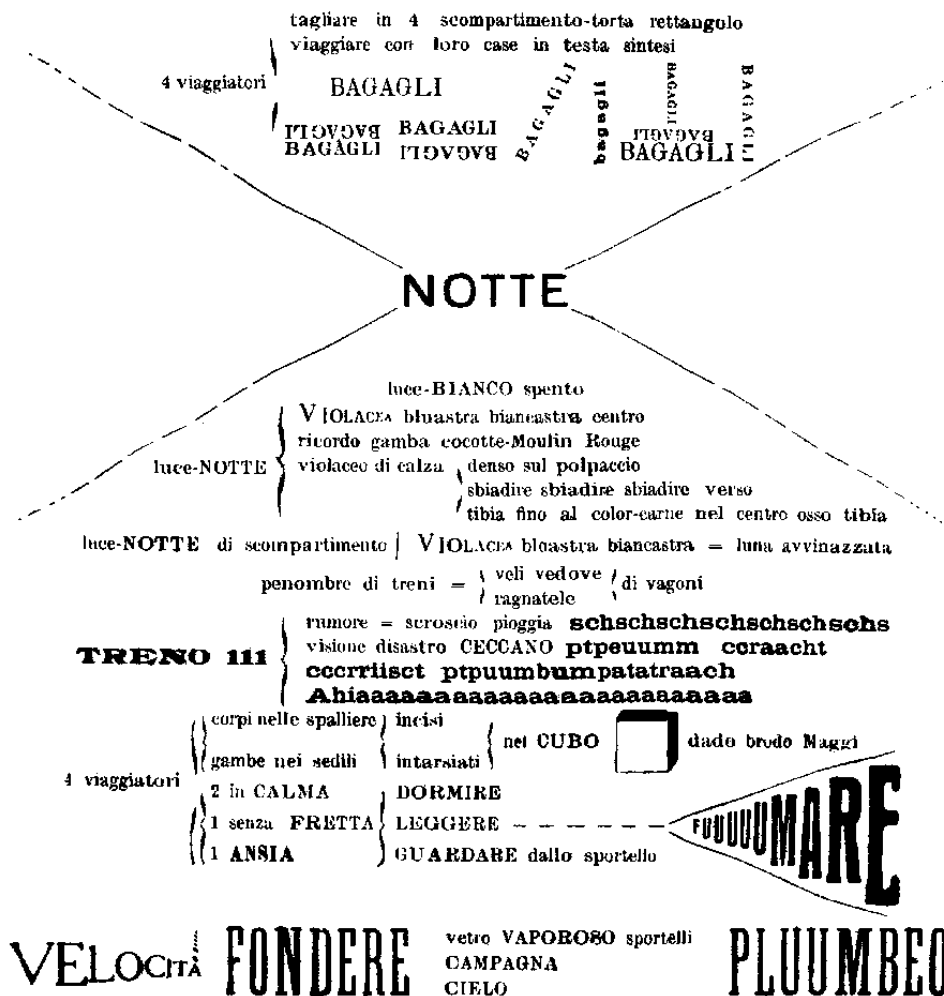 tagliare in 4 scompartimento-torta rettangolo
viaggiare con loro case in testa sintesi
4 viaggiatori
BAGAGLI
BAGAGLI BAGAGLI
BAGAGLI BAGAGLI
BAGAGLI
bagagli
BAGAGLI
BAGAGLI
BAGAGLI
BAGAGLI
NOTTE
luce-BIANCO spento
luce-NOTTE
VIOLACEA bluastra biancastra centro
ricordo gamba cocotte-Moulin Rouge
violaceo di calza denso sul polpaccio
sbiadire sbiadire sbiadire verso
tibia fino al color-carne nel centro osso tibia
luce-NOTTE di scompartimento | VIOLACEA bloastra biancastra = luna avvinazzata
penombre di treni = veli vedove di vagoni
ragnatele
TRENO 111
rumore = scroscio pioggia schschschschschschschs
visione disastro CECCANO ptpeuumm ccraacht
cccrriisct ptpuumbumpatatraach
Ahiaaaaaaaaaaaaaaaaaaaaaaaaa
4 viaggiatori
corpi nelle spalliere incisi
nel CUBO dado brodo Maggi
gambe nei sedili intarsiati
2 in CALMA DORMIRE
1 senza FRETTA LEGGERE – – – – – – FUUUUUMARE
1 ANSIA GUARDARE dallo sportello
VELOCITÀ FONDERE vetro VAPOROSO sportelli PLUUMBEO
CAMPAGNA
CIELO